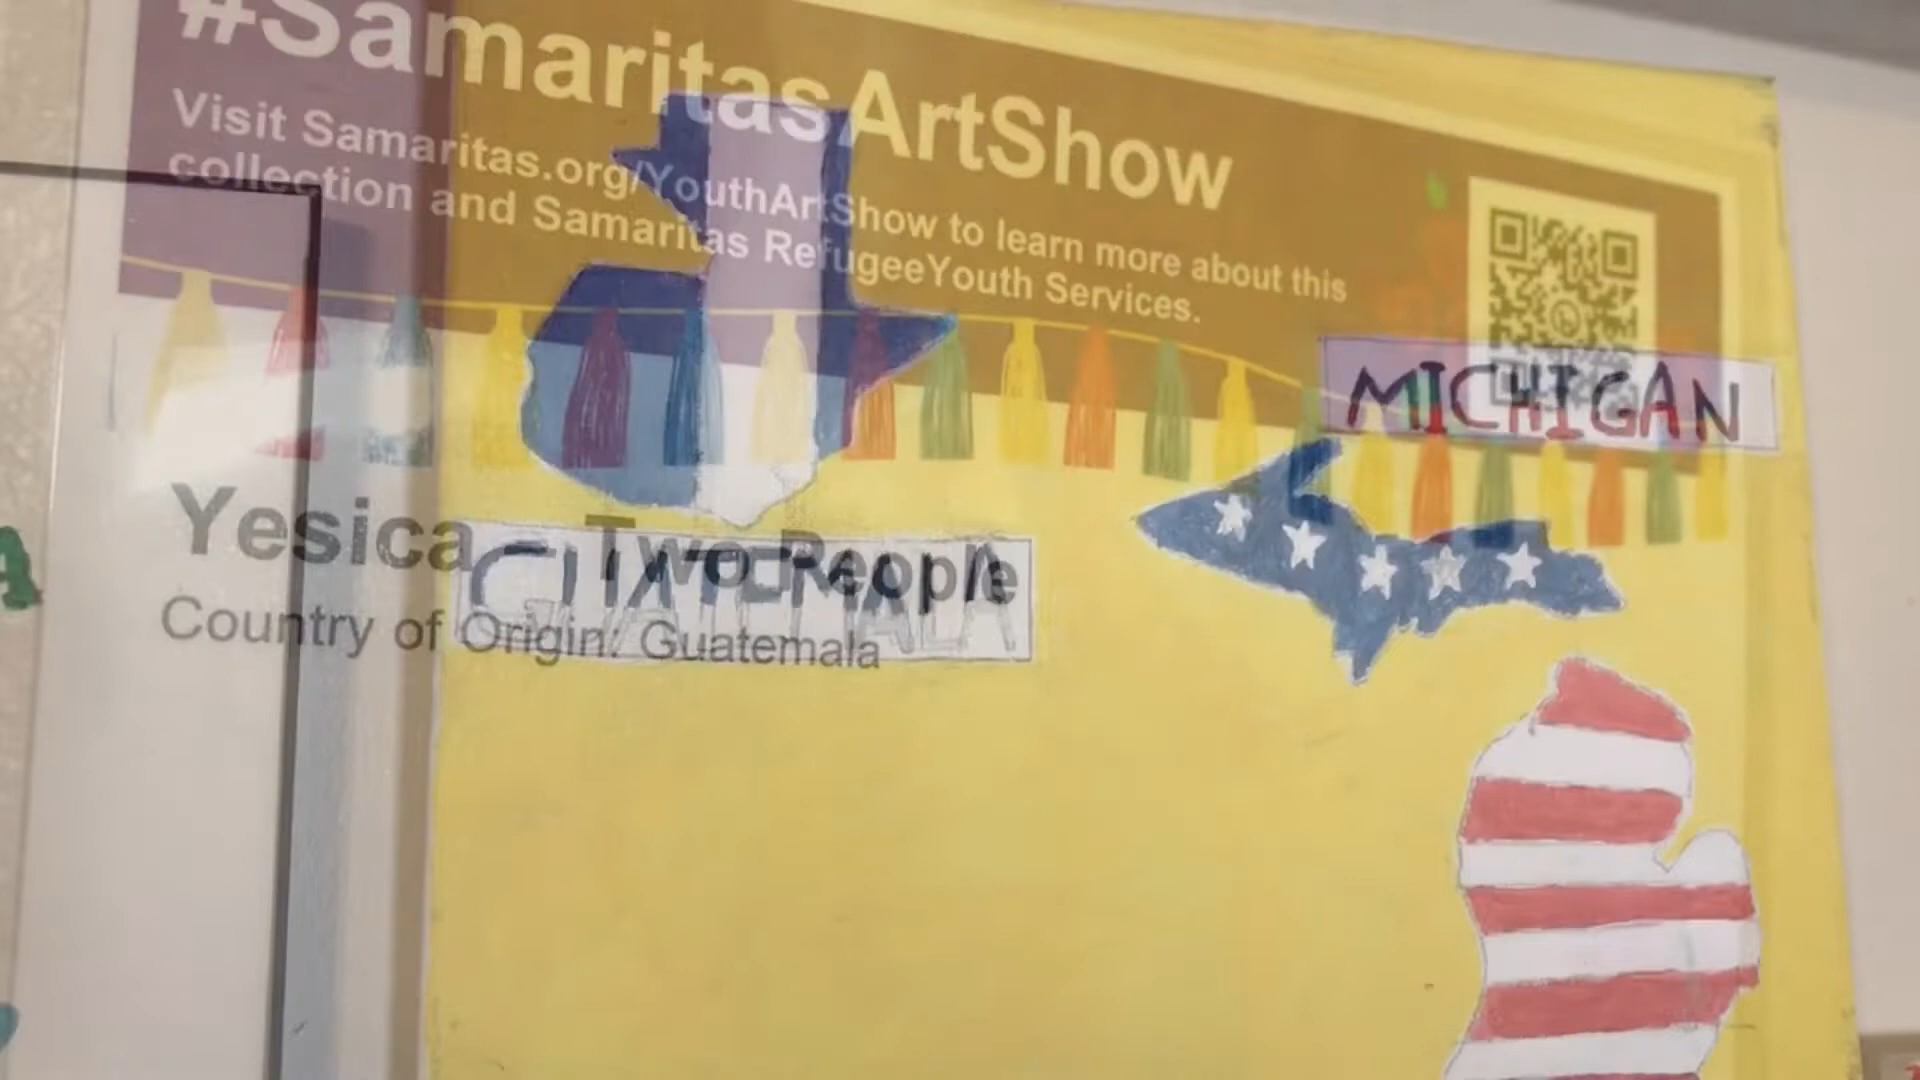 #SamaritasArtShow
Visit Samaritas.org/YouthArtShow to learn more about this
collection and Samaritas RefugeeYouth Services.
MICHIGAN
Yesica Two People
GUATEMALA
Country of Origin: Guatemala
A